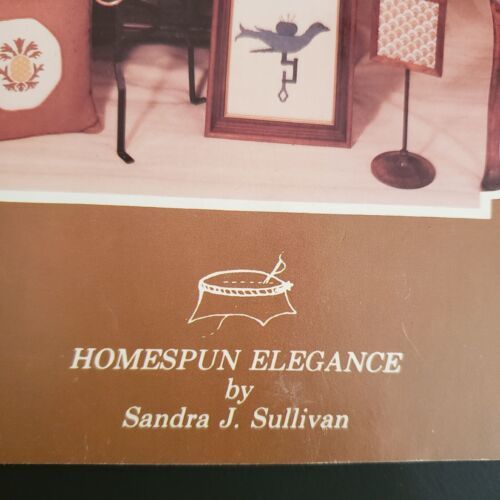 HOMESPUN ELEGANCE
by
Sandra J. Sullivan